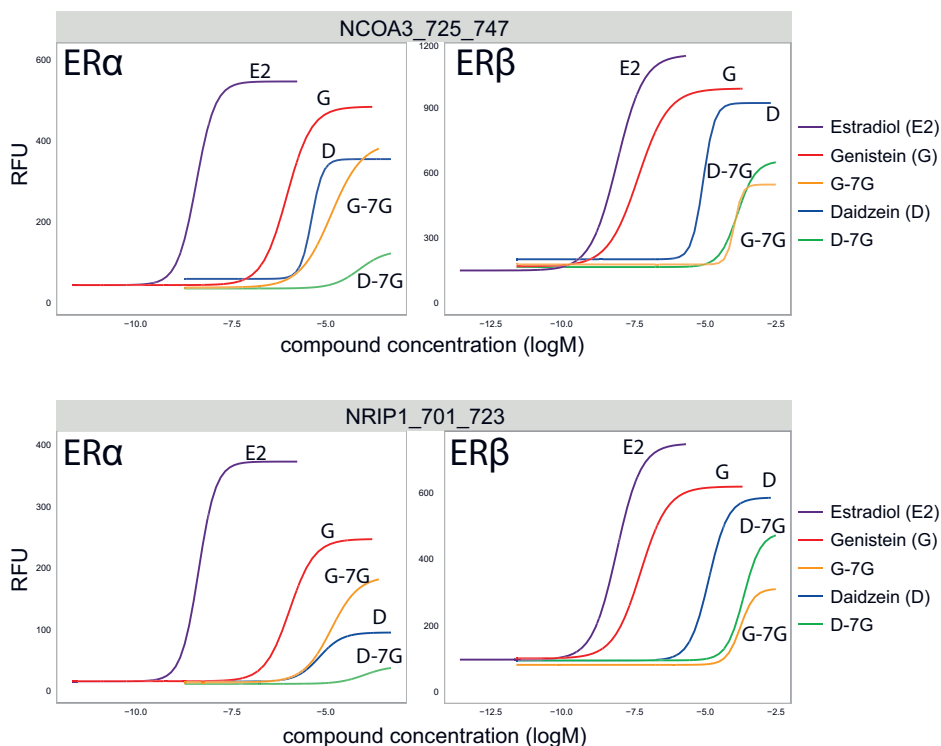 NCOA3_725_747
ERα
ERβ
RFU
600
400
200
0
1200
900
600
300
0
E2
G
D
G-7G
D-7G
E2
G
D
D-7G
G-7G
−10.0
−7.5
−5.0
−12.5
−10.0
−7.5
−5.0
−2.5
compound concentration (logM)
Estradiol (E2)
Genistein (G)
G-7G
Daidzein (D)
D-7G
NRIP1_701_723
ERα
ERβ
RFU
400
300
200
100
0
600
400
200
0
E2
G
G-7G
D
D-7G
E2
G
D
D-7G
G-7G
−10.0
−7.5
−5.0
−12.5
−10.0
−7.5
−5.0
−2.5
compound concentration (logM)
Estradiol (E2)
Genistein (G)
G-7G
Daidzein (D)
D-7G